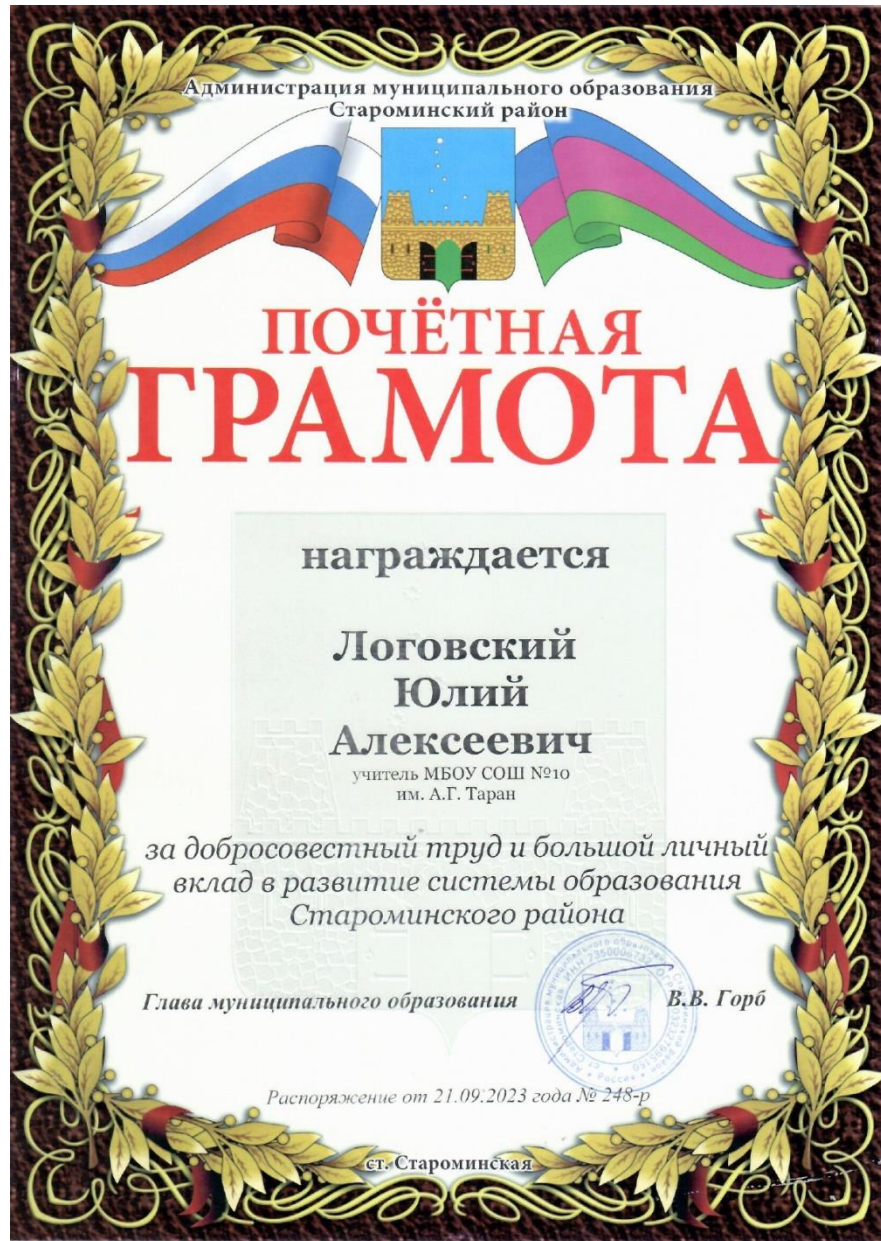 Администрация муниципального образования
Староминский район
ПОЧЁТНАЯ
ГРАМОТА
награждается
Логовский
Юлий
Алексеевич
учитель МБОУ СОШ №10
им. А.Г. Таран
за добросовестный труд и большой личный
вклад в развитие системы образования
Староминского района
Глава муниципального образования В.В. Горб
Распоряжение от 21.09.2023 года № 248-р
ст. Староминская